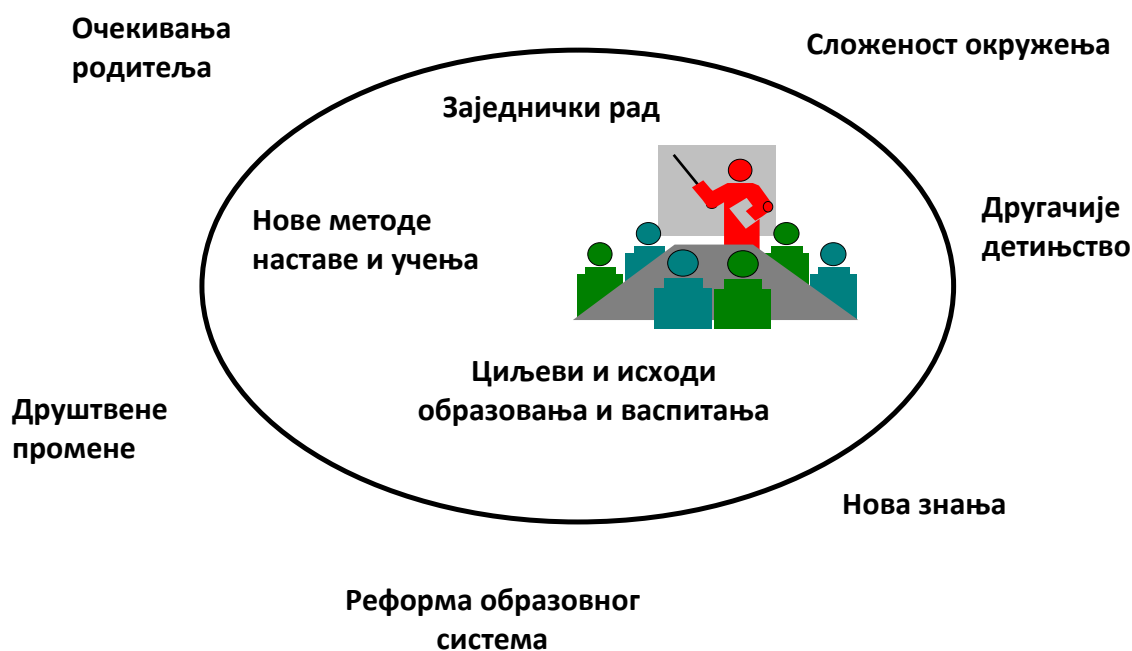 Очекивања
родитеља
Сложеност окружења
Заједнички рад
Нове методе
наставе и учења
Другачије
детињство
Циљеви и исходи
образовања и васпитања
Друштвене
промене
Нова знања
Реформа образовног
система